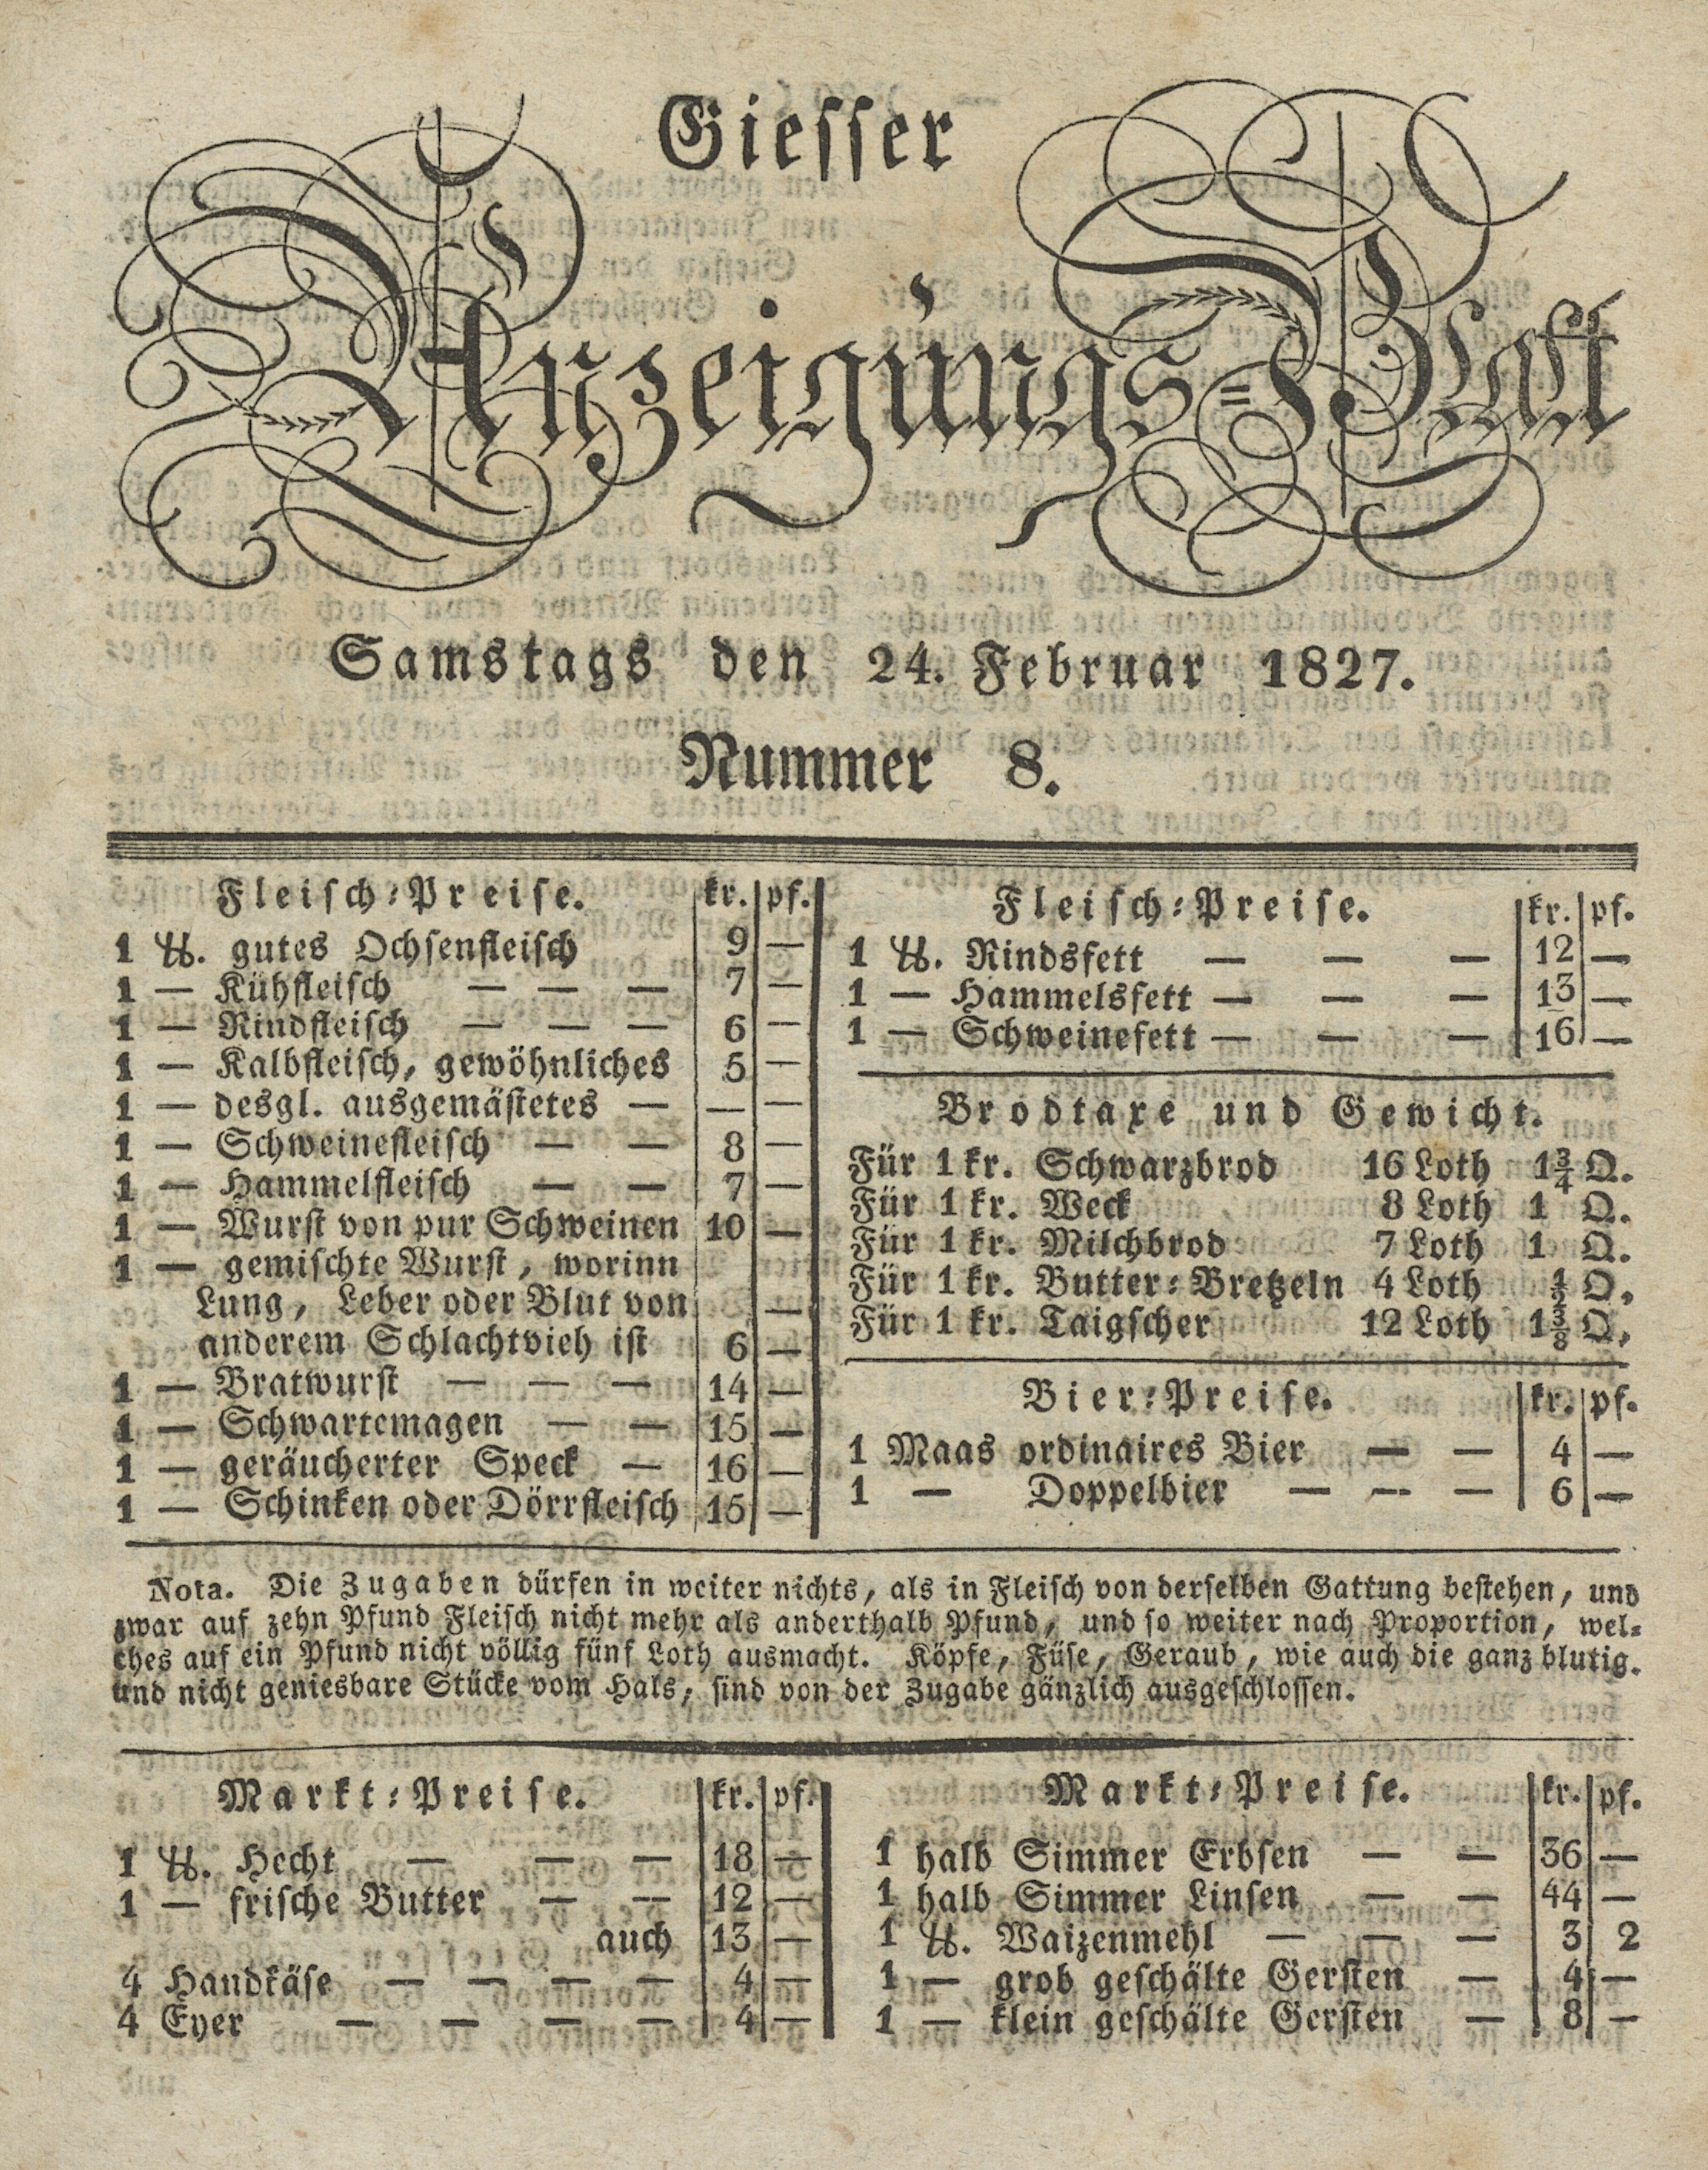 Giesser
Anzeigungs=Blatt
Samstags den 24. Februar 1827.
Nummer 8.
Fleisch=Preise. kr. pf.
1 ℔. gutes Ochsenfleisch 9 —
1 — Kühfleisch — — — 7 —
1 — Rindfleisch — — — 6 —
1 — Kalbfleisch, gewöhnliches 5 —
1 — desgl. ausgemästetes — — —
1 — Schweinefleisch — — 8 —
1 — Hammelfleisch — — 7 —
1 — Wurst von pur Schweinen 10 —
1 — gemischte Wurst, worinn
Lung, Leber oder Blut von —
anderem Schlachtvieh ist 6 —
1 — Bratwurst — — — 14 —
1 — Schwartemagen — — 15 —
1 — geräucherter Speck — 16 —
1 — Schinken oder Dörrfleisch 15 —
Fleisch=Preise. kr. pf.
1 ℔. Rindsfett — — — 12 —
1 — Hammelsfett — — — 13 —
1 — Schweinefett — — — 16 —
Brodtaxe und Gewicht.
Für 1 kr. Schwarzbrod 16 Loth 1¾ Q.
Für 1 kr. Weck 8 Loth 1 Q.
Für 1 kr. Milchbrod 7 Loth 1 Q.
Für 1 kr. Butter=Bretzeln 4 Loth Q.
Für 1 kr. Taigscher 12 Loth 1⅜ Q.
Bier=Preise. kr. pf.
1 Maas ordinaires Bier — — 4 —
1 — Doppelbier — — — 6 —
Nota. Die Zugaben dürfen in weiter nichts, als in Fleisch von derselben Gattung bestehen, und
zwar auf zehn Pfund Fleisch nicht mehr als anderthalb Pfund, und so weiter nach Proportion, wel=
ches auf ein Pfund nicht völlig fünf Loth ausmacht. Köpfe, Füse, Geraub, wie auch die ganz blutig.
und nicht geniesbare Stücke vom Hals, sind von der Zugabe gänzlich ausgeschlossen.
Markt=Preise. kr. pf.
1 ℔. Hecht — — — 18 —
1 — frische Butter — — 12 —
auch 13 —
4 Handkäse — — — — 4 —
4 Eyer — — — — 4 —
Markt=Preise. kr. pf.
1 halb Simmer Erbsen — — 36 —
1 halb Simmer Linsen — — 44 —
1 ℔. Waizenmehl — — — 3 2
1 — grob geschälte Gersten — 4 —
1 — klein geschälte Gersten — 8 —